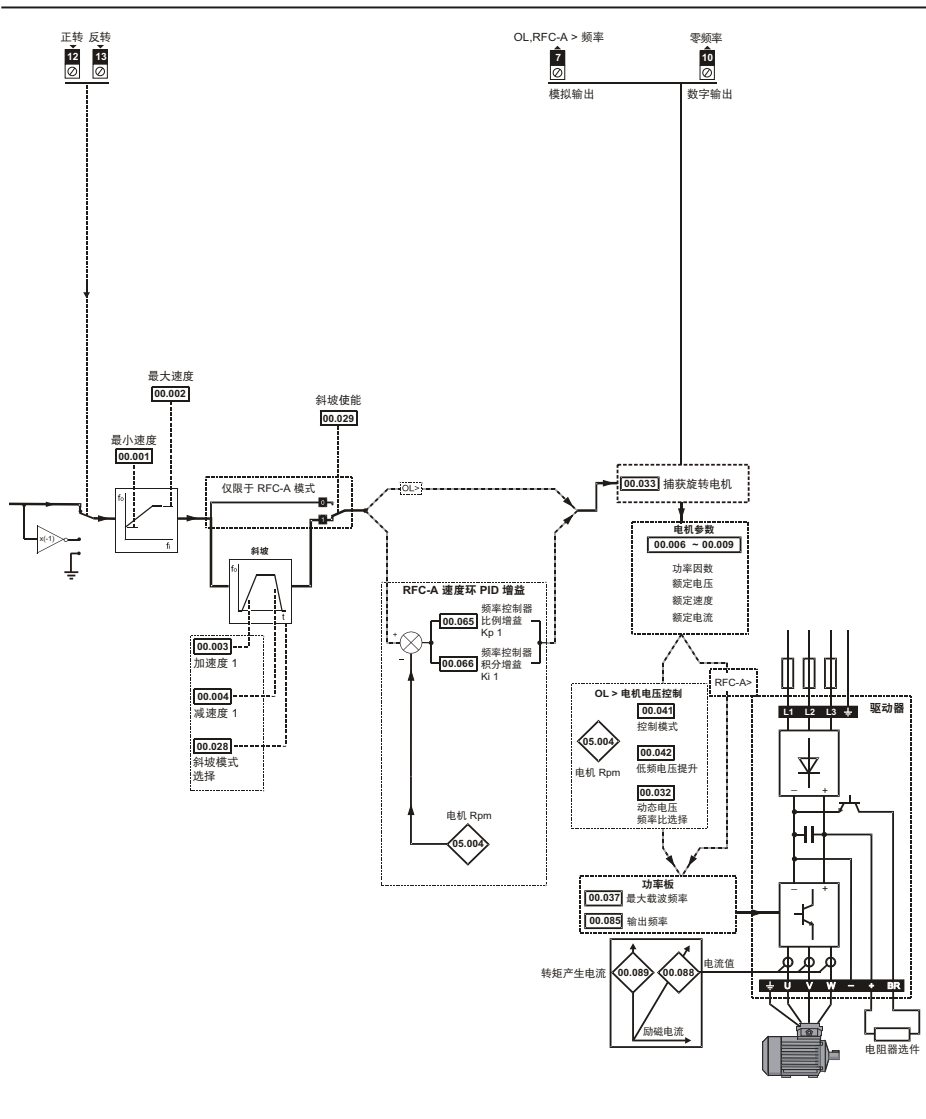 正转 反转
12 13
OL,RFC-A > 频率
7
模拟输出
零频率
10
数字输出
最大速度
00.002
最小速度
00.001
斜坡使能
00.029
仅限于 RFC-A 模式
0
1
OL>
00.033 捕获旋转电机
x(-1)
f0
fi
斜坡
f0
t
电机参数
00.006 ~ 00.009
功率因数
额定电压
额定速度
额定电流
RFC-A 速度环 PID 增益
+
−
00.065
频率控制器
比例增益
Kp 1
00.066
频率控制器
积分增益
Ki 1
00.003
加速度 1
00.004
减速度 1
00.028
斜坡模式
选择
RFC-A>
OL > 电机电压控制
00.041
控制模式
05.004
电机 Rpm
00.042
低频电压提升
00.032
动态电压
频率比选择
电机 Rpm
05.004
驱动器
L1 L2 L3
− +
− +
功率板
00.037 最大载波频率
00.085 输出频率
转矩产生电流
00.089
00.088
电流值
励磁电流
U V W − + BR
电阻器选件